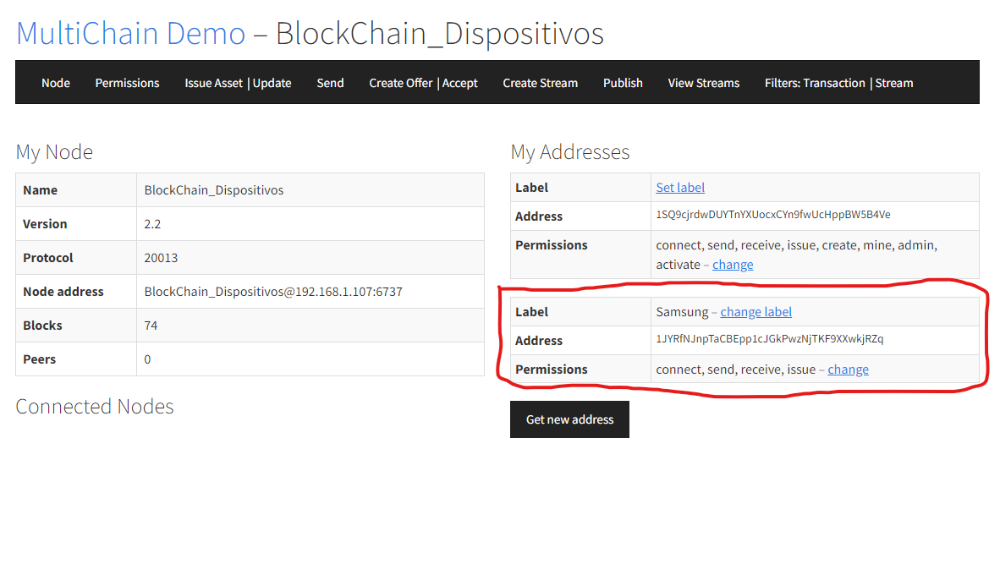 MultiChain Demo – BlockChain_Dispositivos
Node Permissions Issue Asset | Update Send Create Offer | Accept Create Stream Publish View Streams Filters: Transaction | Stream
My Node
Name BlockChain_Dispositivos
Version 2.2
Protocol 20013
Node address BlockChain_Dispositivos@192.168.1.107:6737
Blocks 74
Peers 0
Connected Nodes
My Addresses
Label Set label
Address 1SQ9cjrdwDUYTnYXUocxCYn9fwUcHppBW5B4Ve
Permissions connect, send, receive, issue, create, mine, admin,
activate – change
Label Samsung – change label
Address 1JYRfNJnpTaCBEpp1cJGkPwzNjTKF9XXwkjRZq
Permissions connect, send, receive, issue – change
Get new address